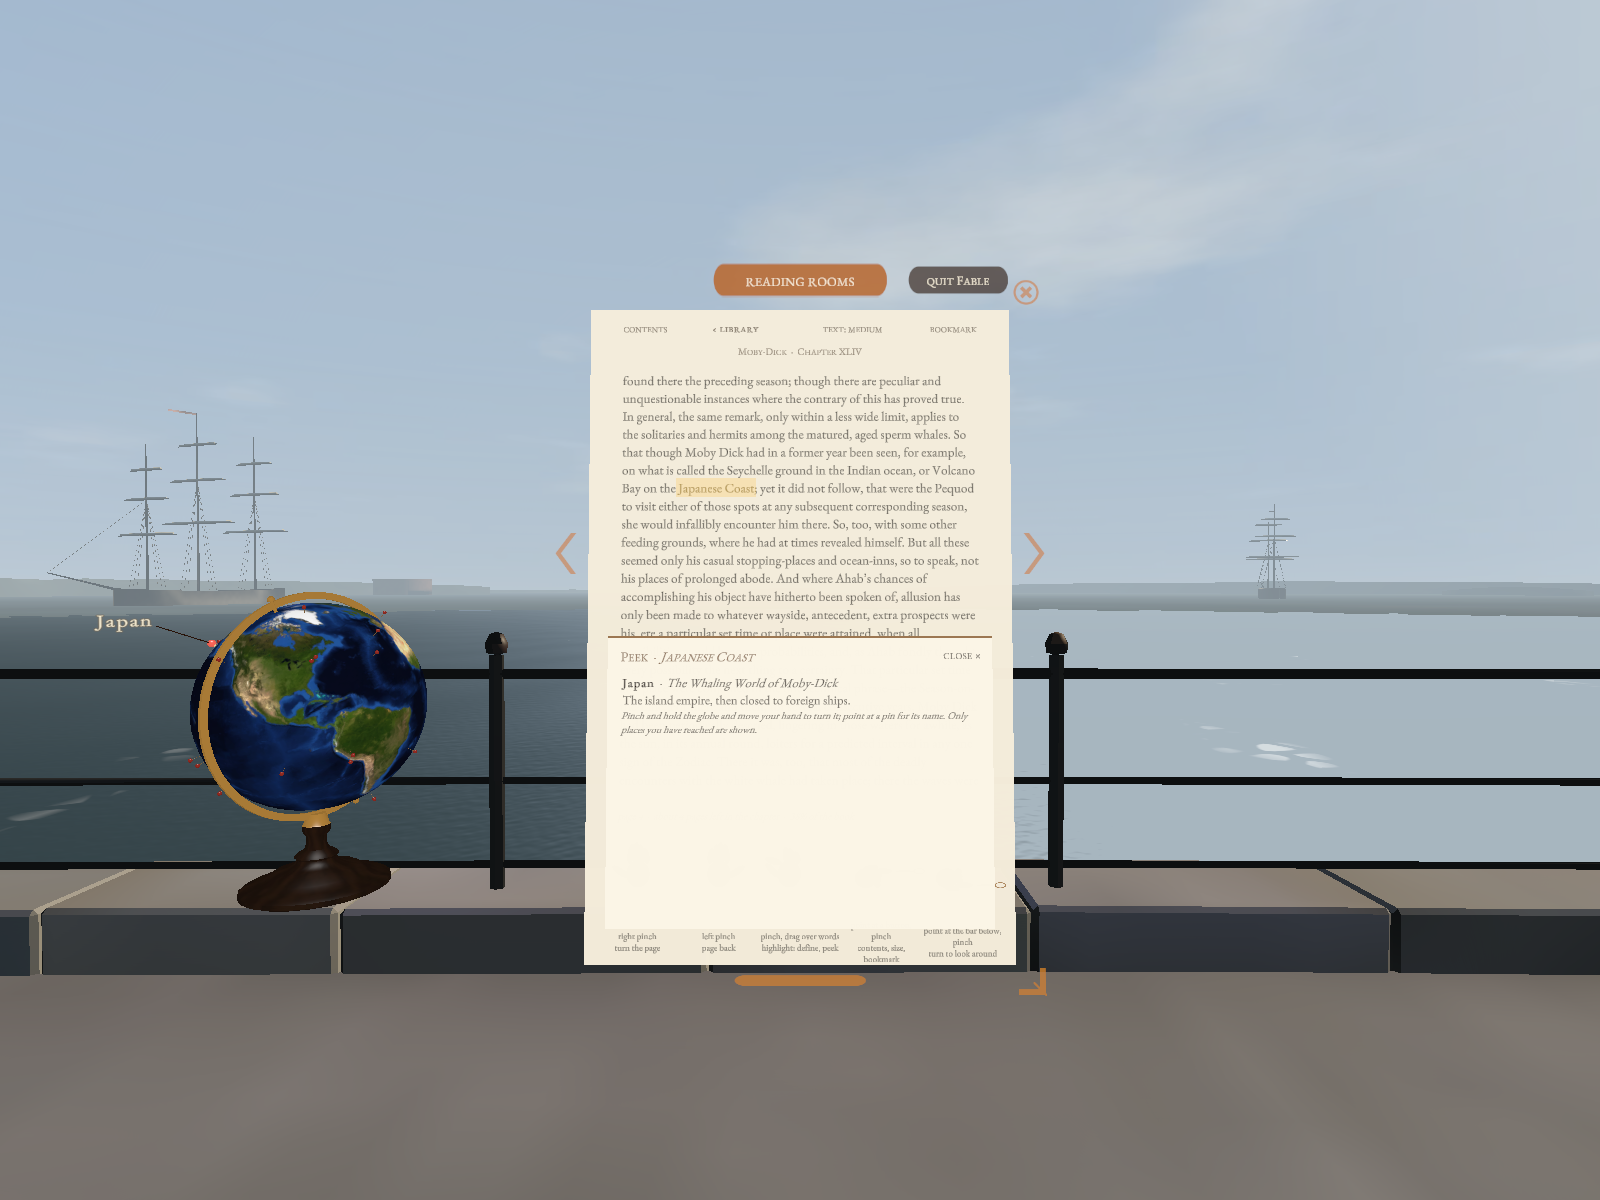 READING ROOMS
QUIT FABLE
CONTENTS
‹ LIBRARY
TEXT: MEDIUM
BOOKMARK
MOBY-DICK · CHAPTER XLIV
found there the preceding season; though there are peculiar and
unquestionable instances where the contrary of this has proved true.
In general, the same remark, only within a less wide limit, applies to
the solitaries and hermits among the matured, aged sperm whales. So
that though Moby Dick had in a former year been seen, for example,
on what is called the Seychelle ground in the Indian ocean, or Volcano
Bay on the Japanese Coast; yet it did not follow, that were the Pequod
to visit either of those spots at any subsequent corresponding season,
she would infallibly encounter him there. So, too, with some other
feeding grounds, where he had at times revealed himself. But all these
seemed only his casual stopping-places and ocean-inns, so to speak, not
his places of prolonged abode. And where Ahab's chances of
accomplishing his object have hitherto been spoken of, allusion has
only been made to whatever wayside, antecedent, extra prospects were
his, ere a particular set time or place were attained, when all
Japan
PEEK · JAPANESE COAST
CLOSE ×
Japan · The Whaling World of Moby-Dick
The island empire, then closed to foreign ships.
Pinch and hold the globe and move your hand to turn it; point at a pin for its name. Only
places you have reached are shown.
right pinch
turn the page
left pinch
page back
pinch, drag over words
highlight: define, peek
pinch
contents, size,
bookmark
point at the bar below,
pinch
turn to look around